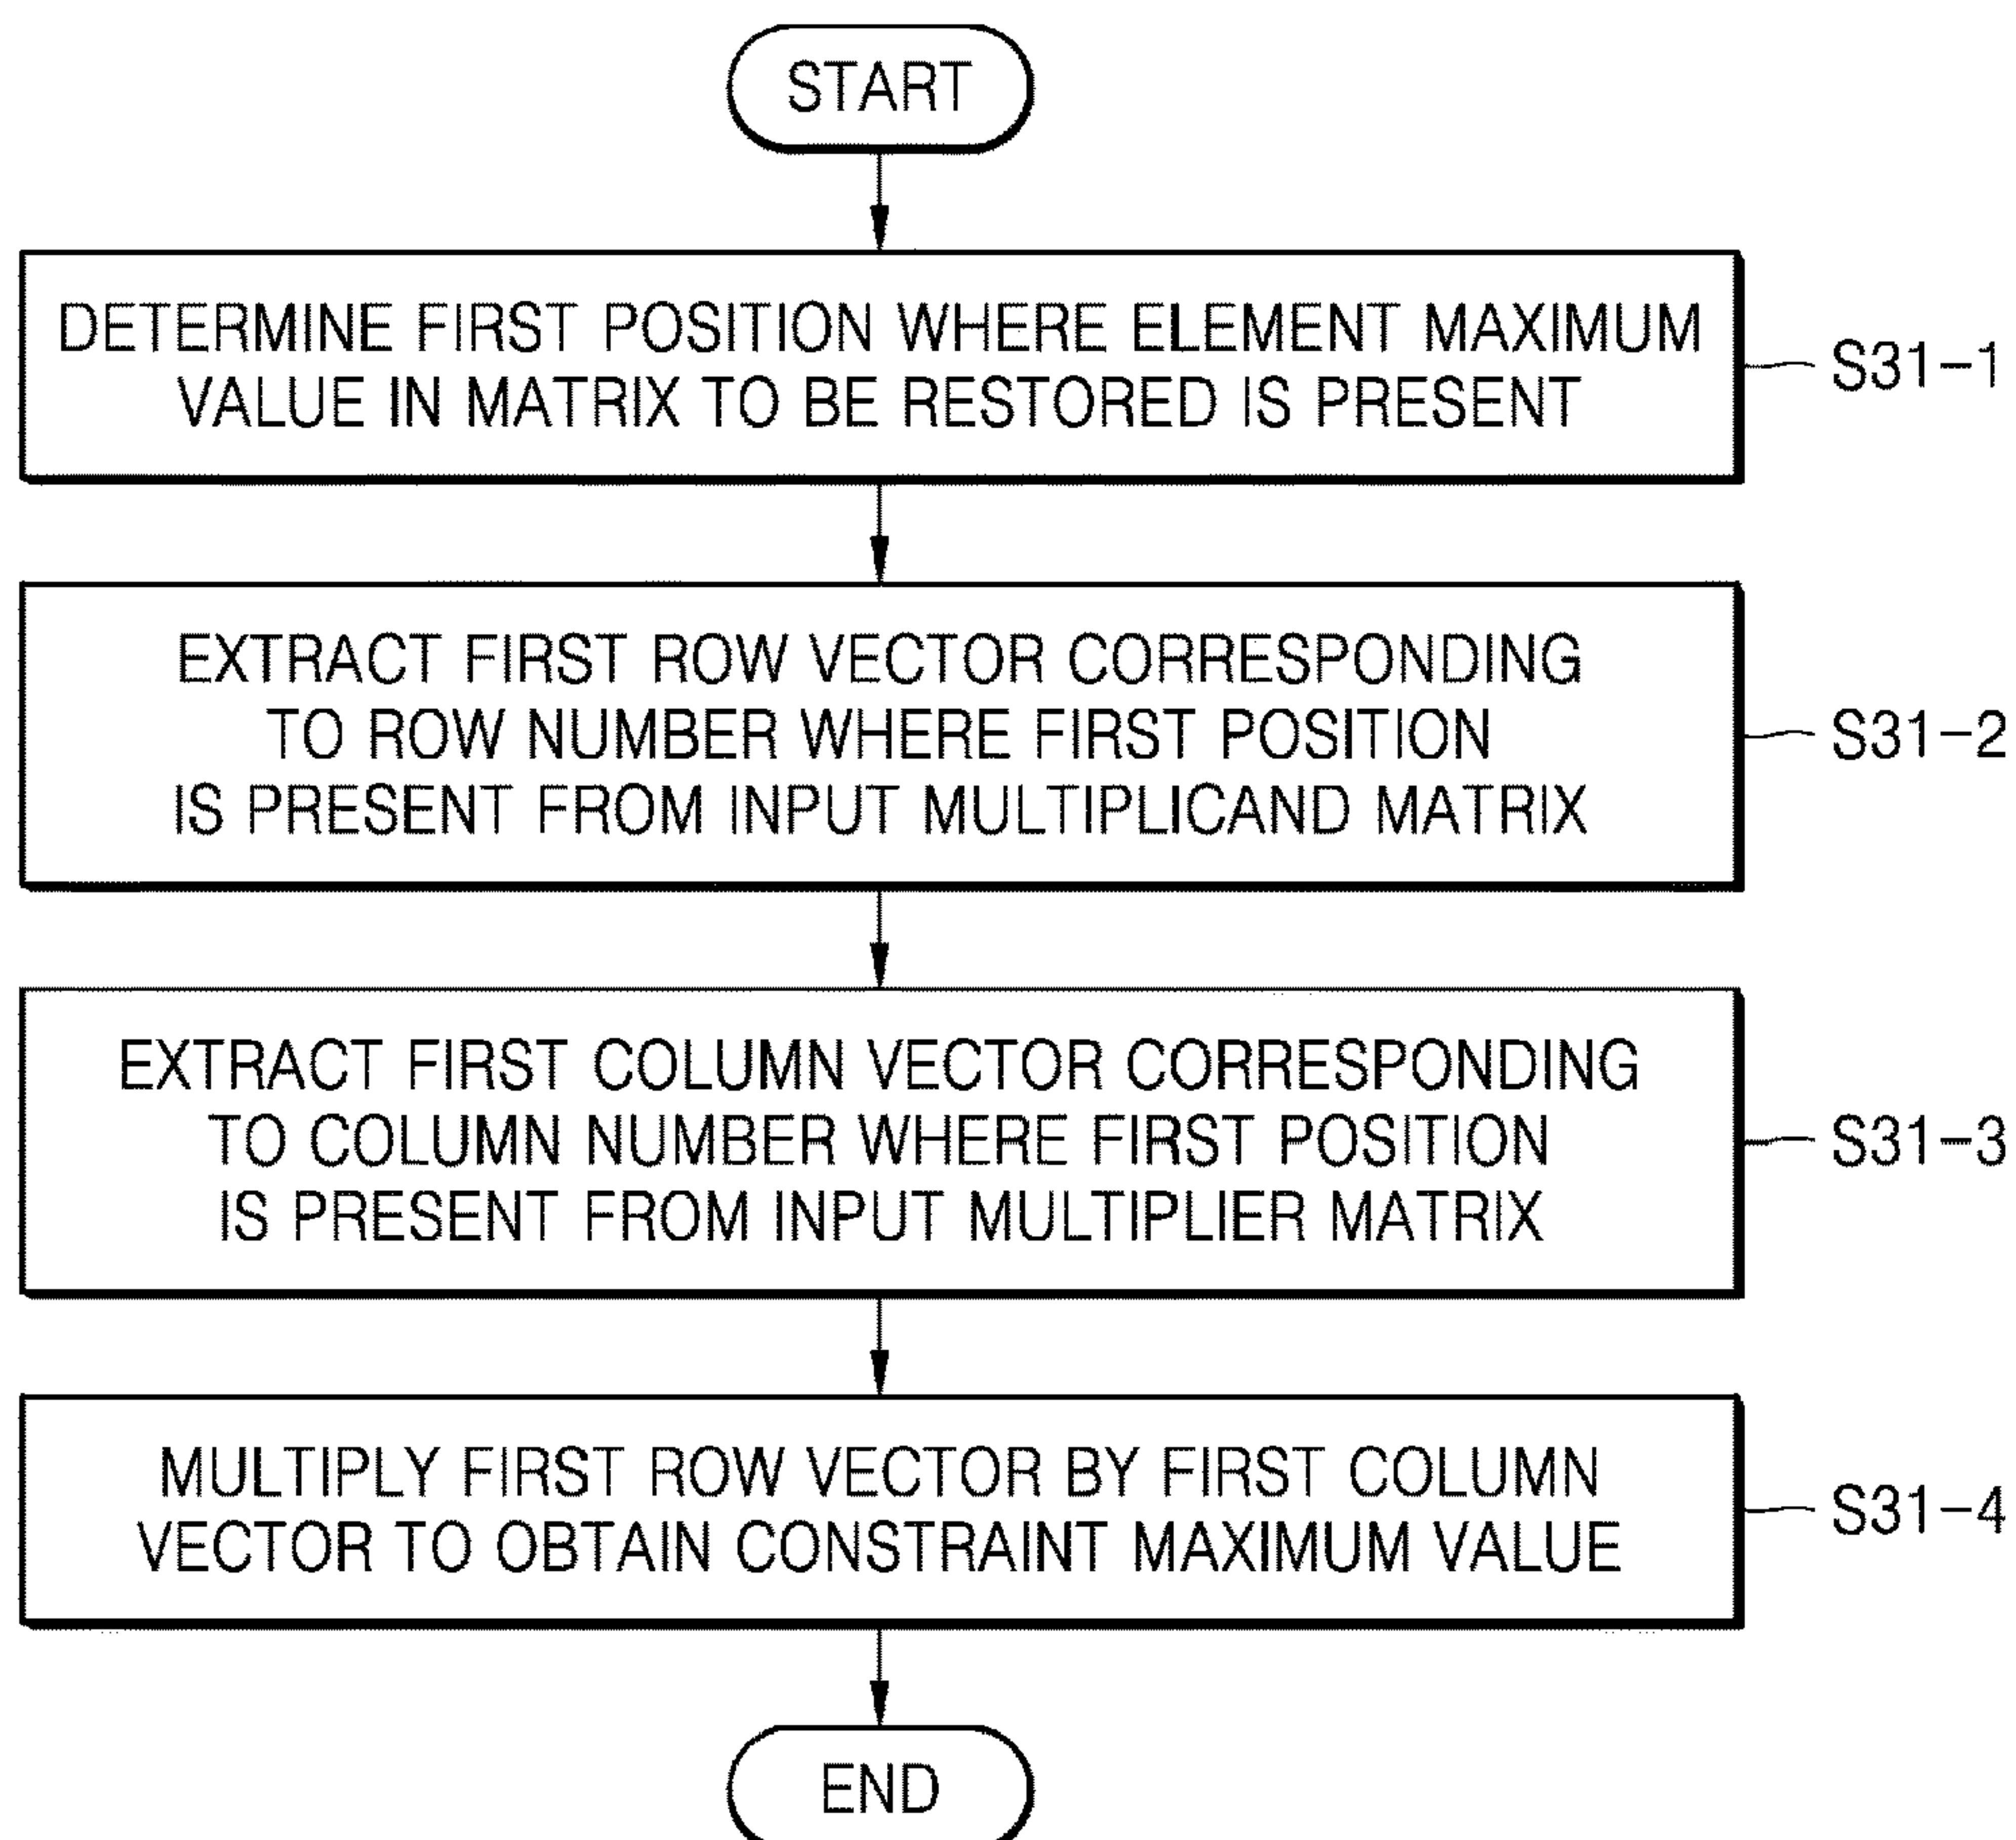 START
DETERMINE FIRST POSITION WHERE ELEMENT MAXIMUM
VALUE IN MATRIX TO BE RESTORED IS PRESENT
S31-1
EXTRACT FIRST ROW VECTOR CORRESPONDING
TO ROW NUMBER WHERE FIRST POSITION
IS PRESENT FROM INPUT MULTIPLICAND MATRIX
S31-2
EXTRACT FIRST COLUMN VECTOR CORRESPONDING
TO COLUMN NUMBER WHERE FIRST POSITION
IS PRESENT FROM INPUT MULTIPLIER MATRIX
S31-3
MULTIPLY FIRST ROW VECTOR BY FIRST COLUMN
VECTOR TO OBTAIN CONSTRAINT MAXIMUM VALUE
S31-4
END